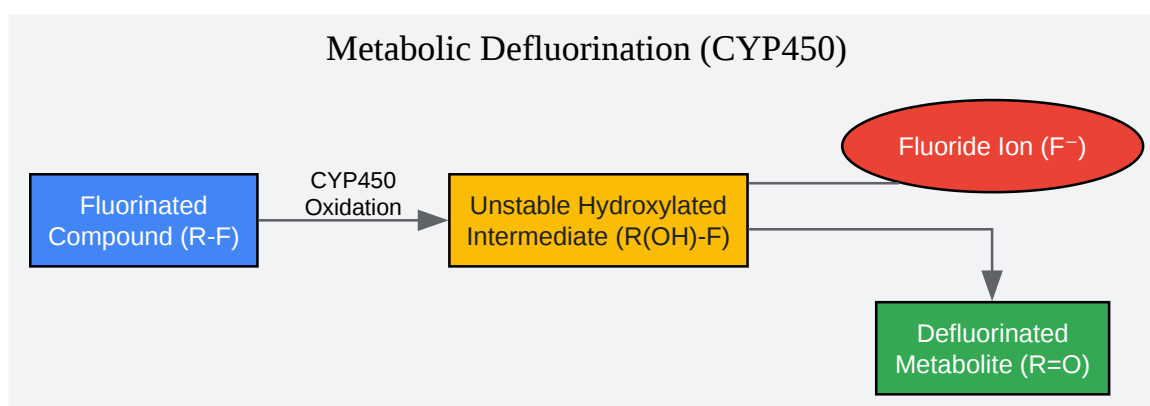 Metabolic Defluorination (CYP450)
Fluoride Ion (F⁻)
CYP450
Oxidation
Fluorinated
Compound (R-F)
Unstable Hydroxylated
Intermediate (R(OH)-F)
Defluorinated
Metabolite (R=O)